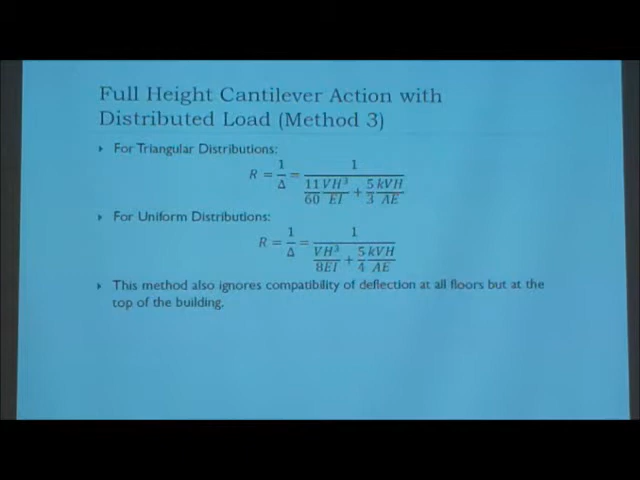 Full Height Cantilever Action with
Distributed Load (Method 3)
‣ For Triangular Distributions:
R = 1/Δ = 1/(11/60 VH³/EI + 5/3 kVH/AE)
‣ For Uniform Distributions:
R = 1/Δ = 1/(VH³/8EI + 5/4 kVH/AE)
‣ This method also ignores compatibility of deflection at all floors but at the
top of the building.